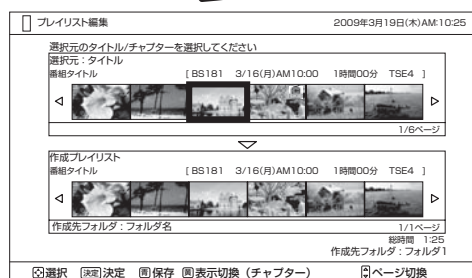 プレイリスト編集 2009年3月19日(木)AM:10:25
選択元のタイトル/チャプターを選択してください
選択元：タイトル
番組タイトル [ BS181 3/16(月)AM10:00 1時間00分 TSE4 ]
1/6ページ
作成プレイリスト
番組タイトル [ BS181 3/16(月)AM10:00 1時間00分 TSE4 ]
作成先フォルダ：フォルダ名 1/1ページ
総時間 1:25
作成先フォルダ：フォルダ1
選択 決定 決定 青 保存 黄 表示切換（チャプター） ページ切換